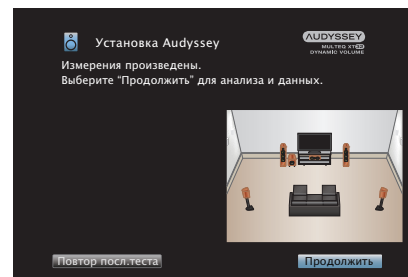 Установка Audyssey
AUDYSSEY
MULTEQ XT32
DYNAMIC VOLUME
Измерения произведены.
Выберите “Продолжить” для анализа и данных.
Повтор посл.теста
Продолжить